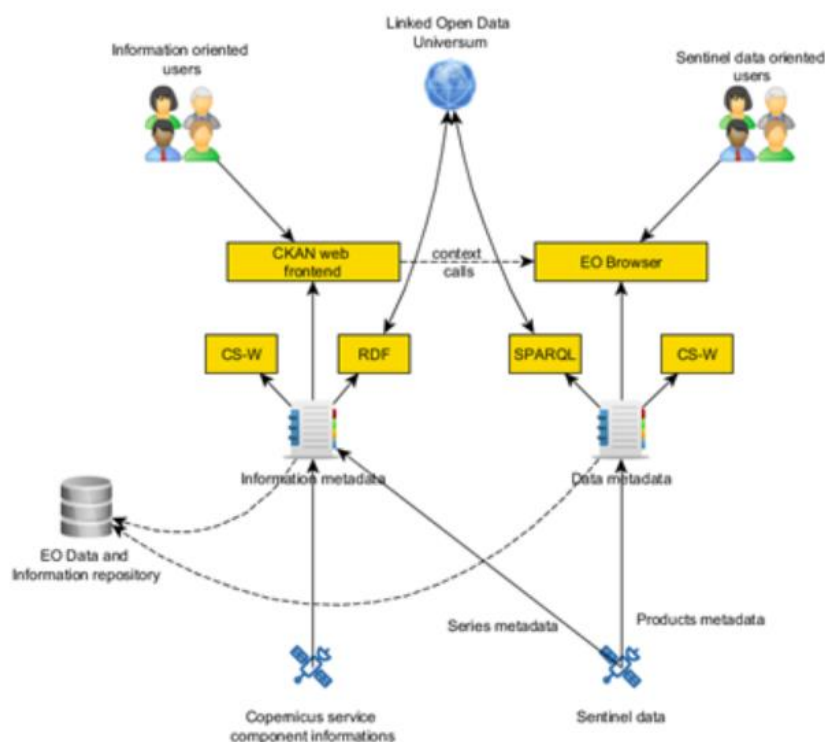 Linked Open Data
Universum
Information oriented
users
Sentinel data oriented
users
CKAN web
frontend
context
calls
EO Browser
CS-W
RDF
SPARQL
CS-W
Information metadata
Data metadata
EO Data and
Information repository
Series metadata
Products metadata
Copernicus service
component informations
Sentinel data